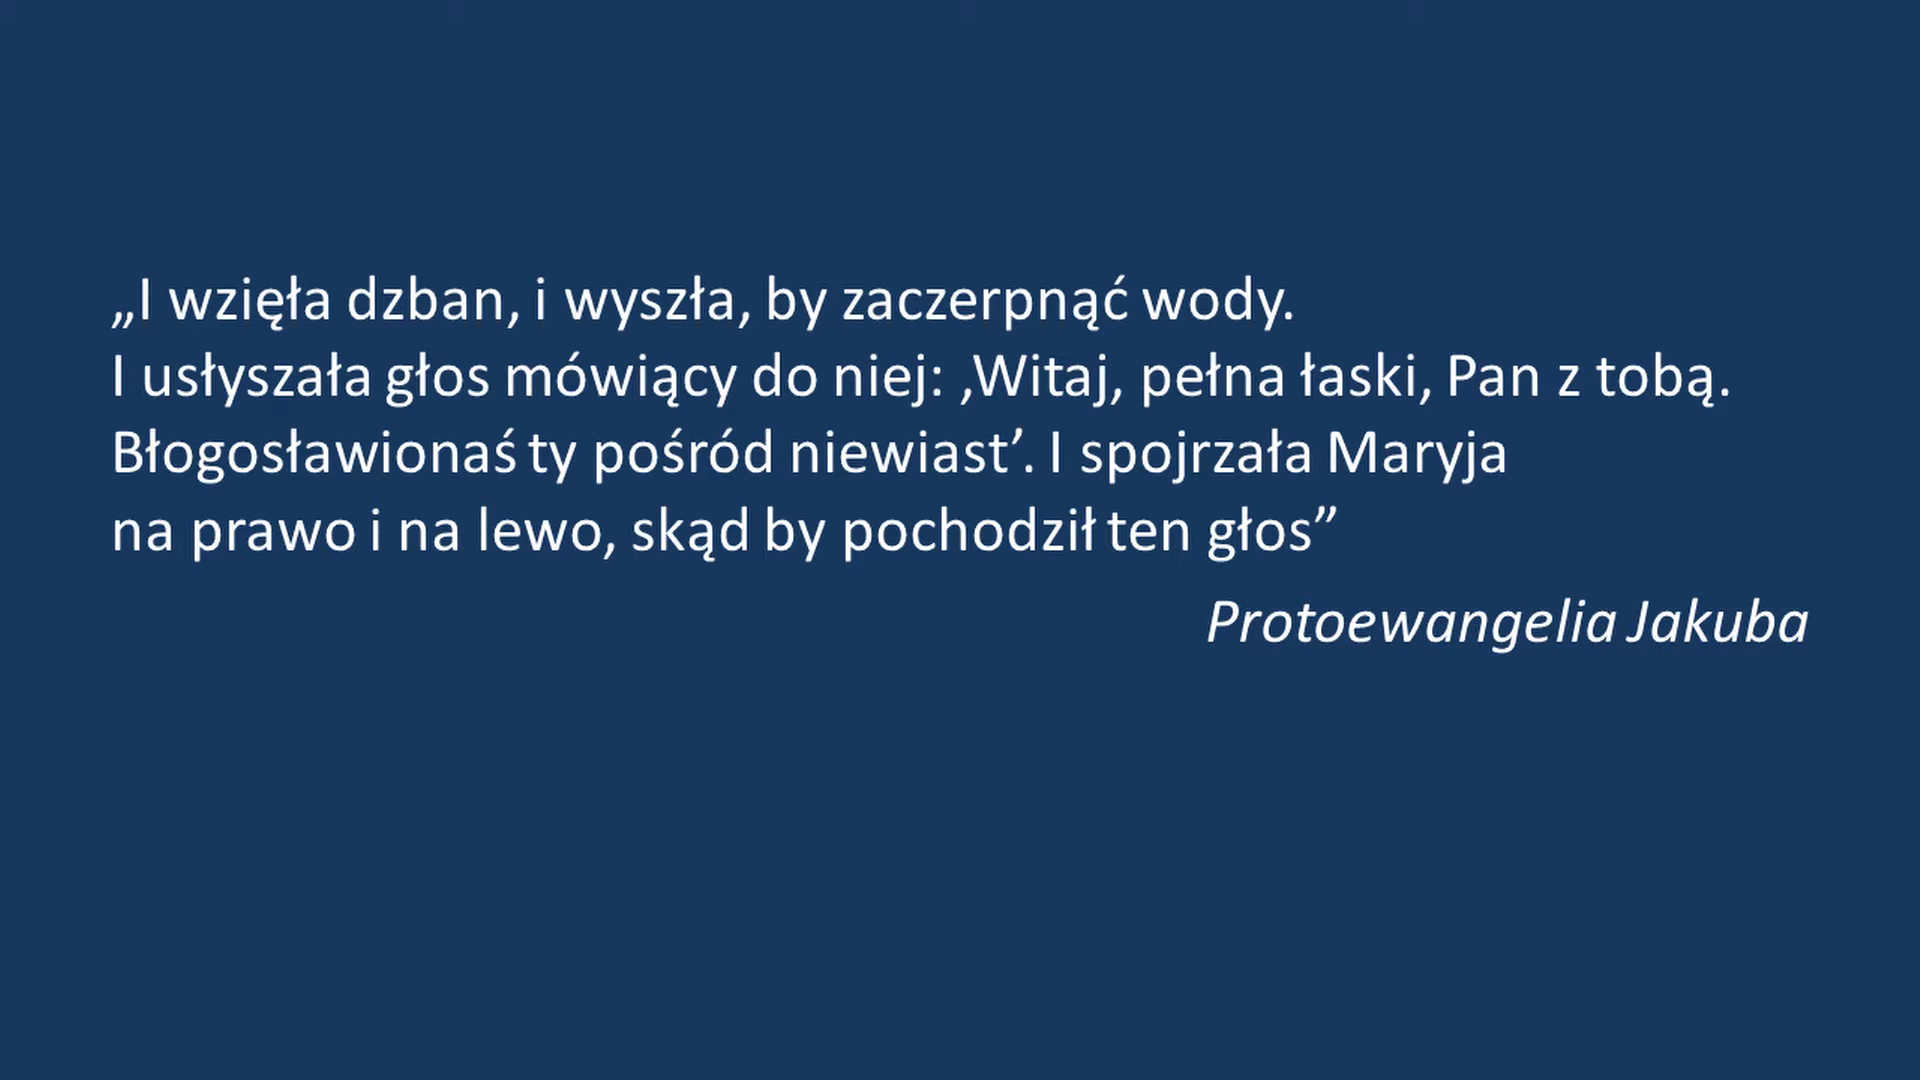 „I wzięła dzban, i wyszła, by zaczerpnąć wody.
I usłyszała głos mówiący do niej: ‚Witaj, pełna łaski, Pan z tobą.
Błogosławionaś ty pośród niewiast’. I spojrzała Maryja
na prawo i na lewo, skąd by pochodził ten głos”
Protoewangelia Jakuba